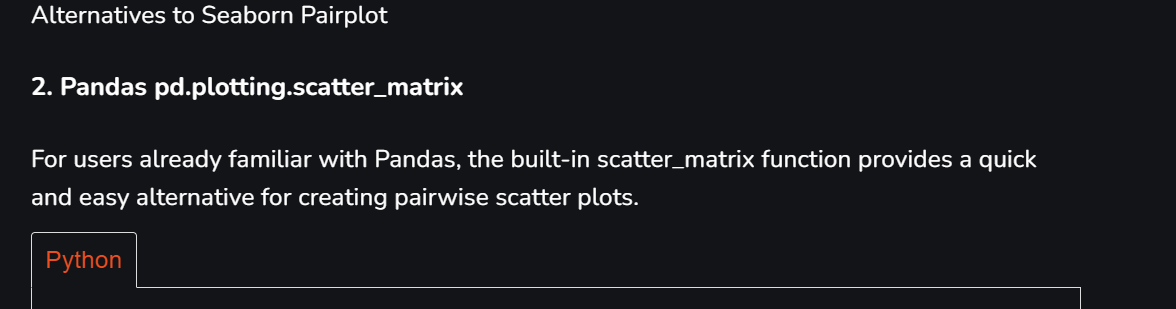 Alternatives to Seaborn Pairplot
2. Pandas pd.plotting.scatter_matrix
For users already familiar with Pandas, the built-in scatter_matrix function provides a quick
and easy alternative for creating pairwise scatter plots.
Python